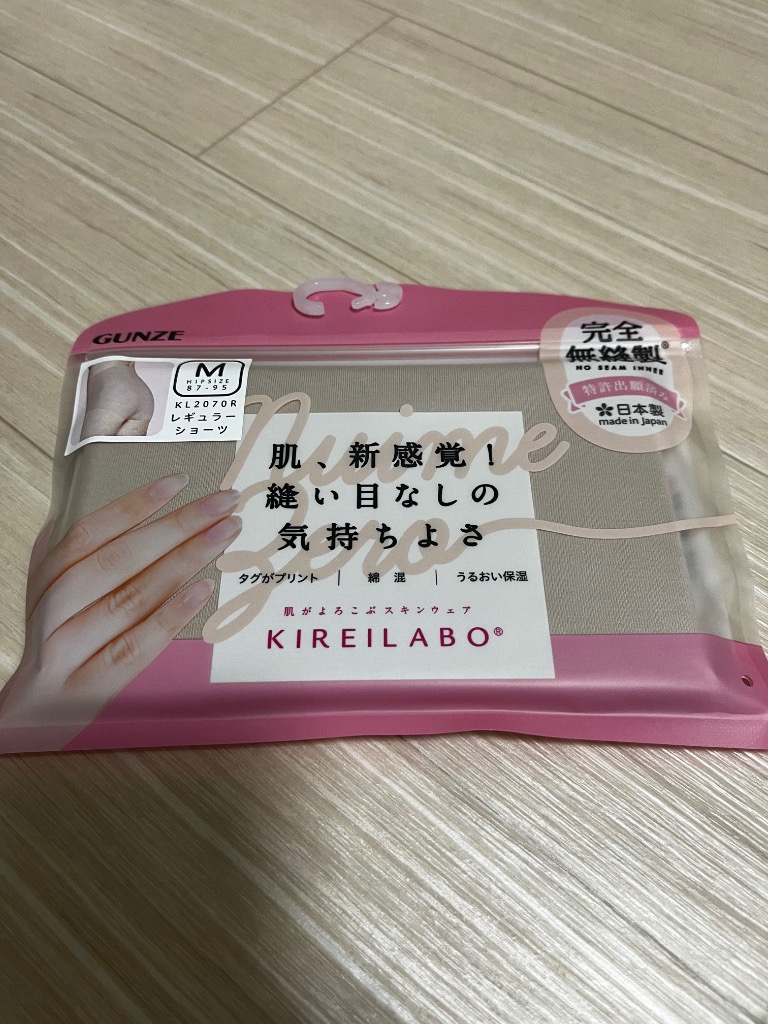 GUNZE
M
HIPSIZE
87-95
KL2070R
レギュラー
ショーツ
完全
無縫製®
NO SEAM INNER
特許出願済み
日本製
made in Japan
Nuime
Zero
肌、新感覚!
縫い目なしの
気持ちよさ
タグがプリント | 綿混 | うるおい保湿
肌がよろこぶスキンウェア
KIREILABO®